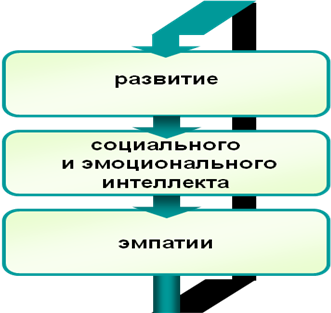 развитие
социального
и эмоционального
интеллекта
эмпатии